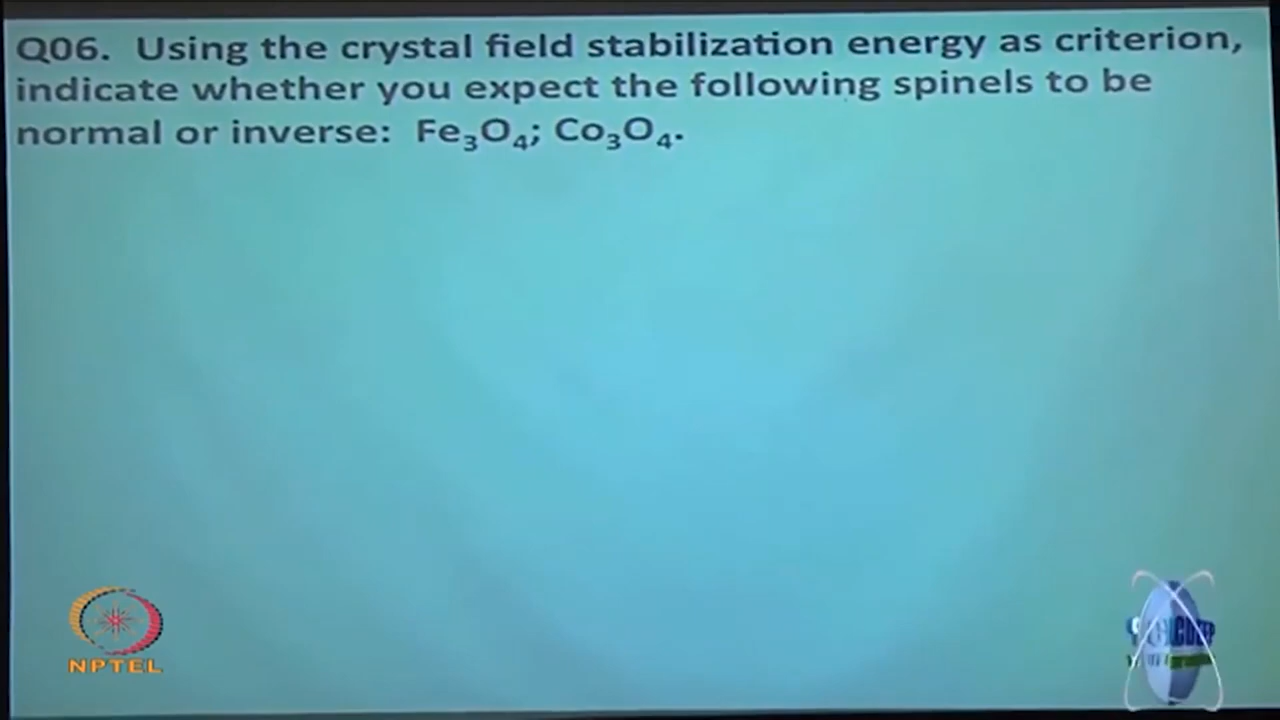 Q06. Using the crystal field stabilization energy as criterion,
indicate whether you expect the following spinels to be
normal or inverse: Fe₃O₄; Co₃O₄.
NPTEL